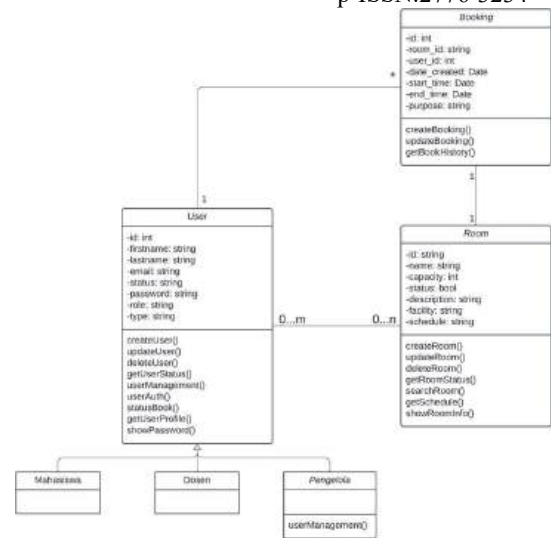 p-ISSN:2776-3234
Booking
-id: int
-room_id: string
-user_id: int
-date_created: Date
-start_time: Date
-end_time: Date
-purpose: string
createBooking()
updateBooking()
getBookHistoty()
*
1
1
1
User
-id: int
-firstname: string
-lastname: string
-email: string
-status: string
-password: string
-role: string
-type: string
createUser()
updateUser()
deleteUser()
getUserStatus()
userManagement()
userAuth()
statusBook()
getUserProfile()
showPassword()
0...m
0...n
Room
-id: string
-name: string
-capacity: int
-status: bool
-description: string
-facility: string
-schedule: string
createRoom()
updateRoom()
deleteRoom()
getRoomStatus()
searchRoom()
getSchedule()
showRoomInfo()
Mahasiswa
Dosen
Pengelola
userManagement()